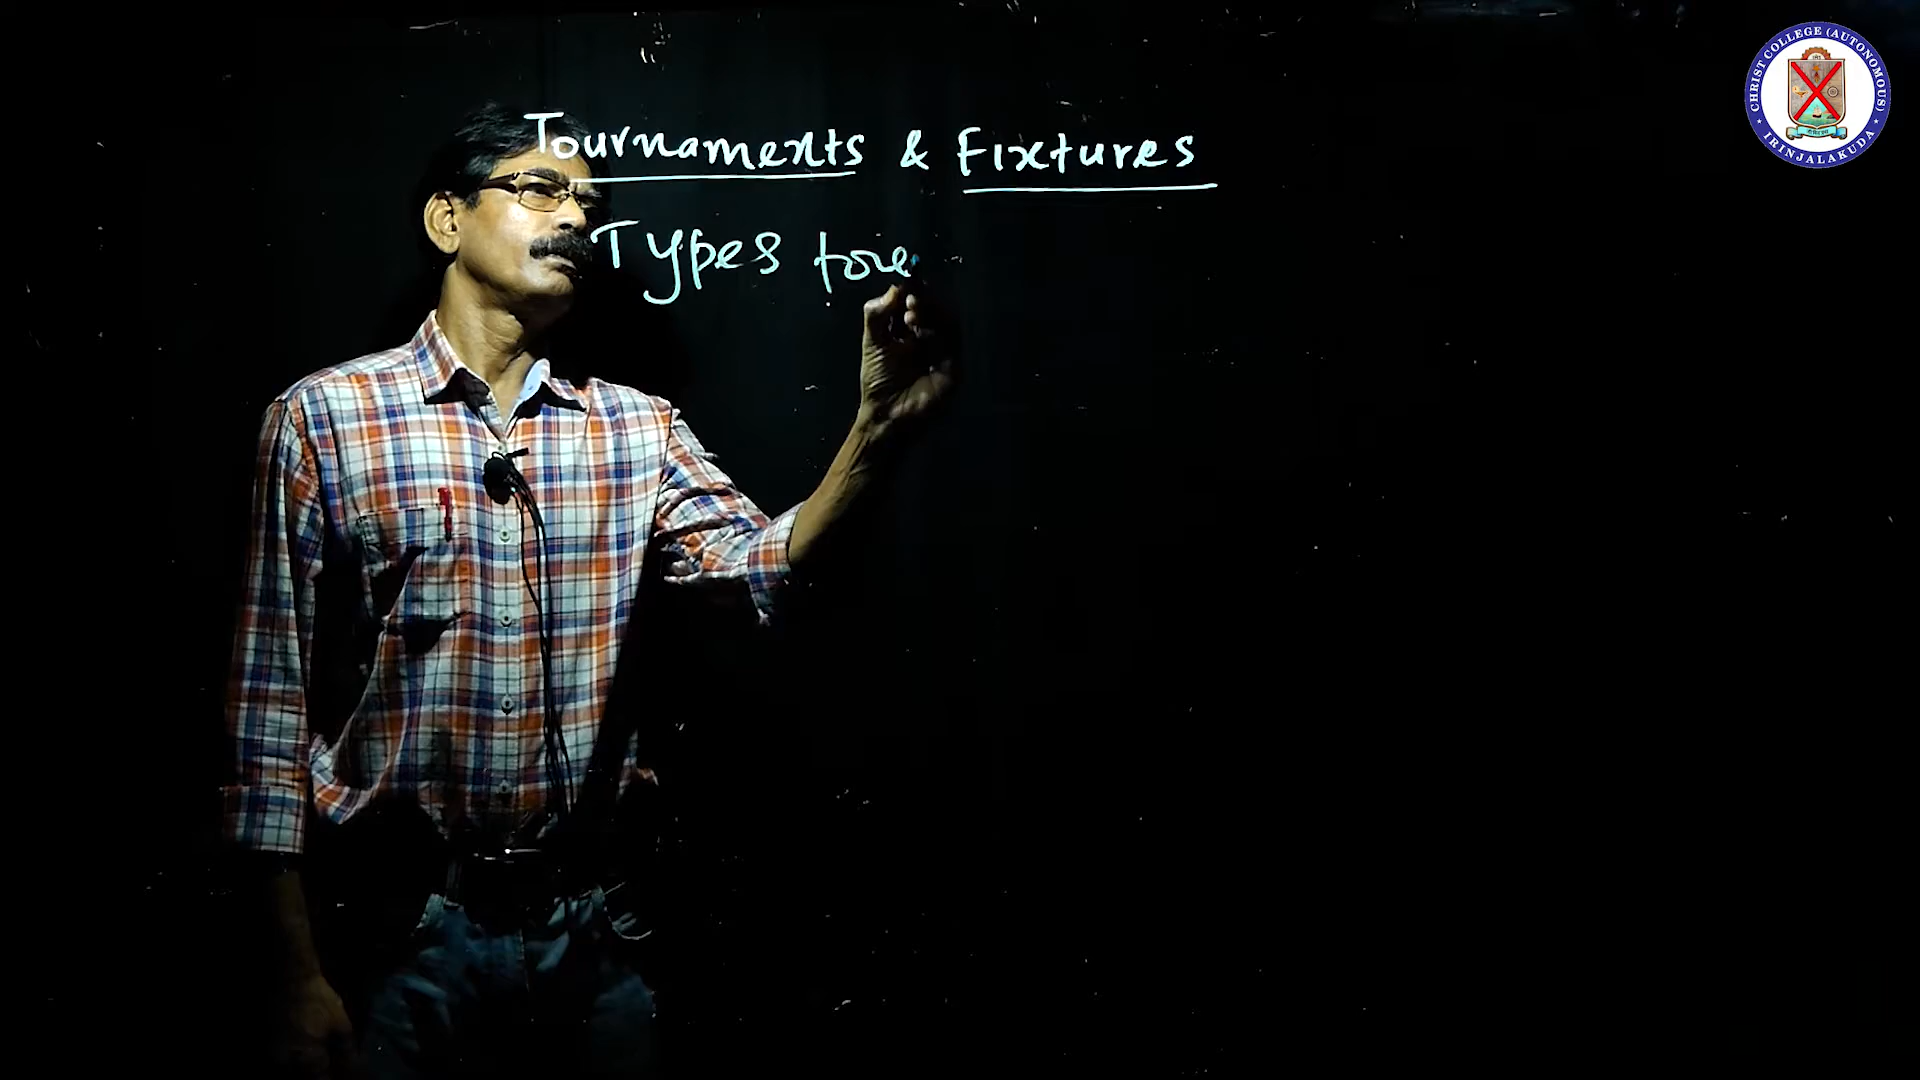 Tournaments & Fixtures
Types tou
CHRIST COLLEGE (AUTONOMOUS)
IRINJALAKUDA